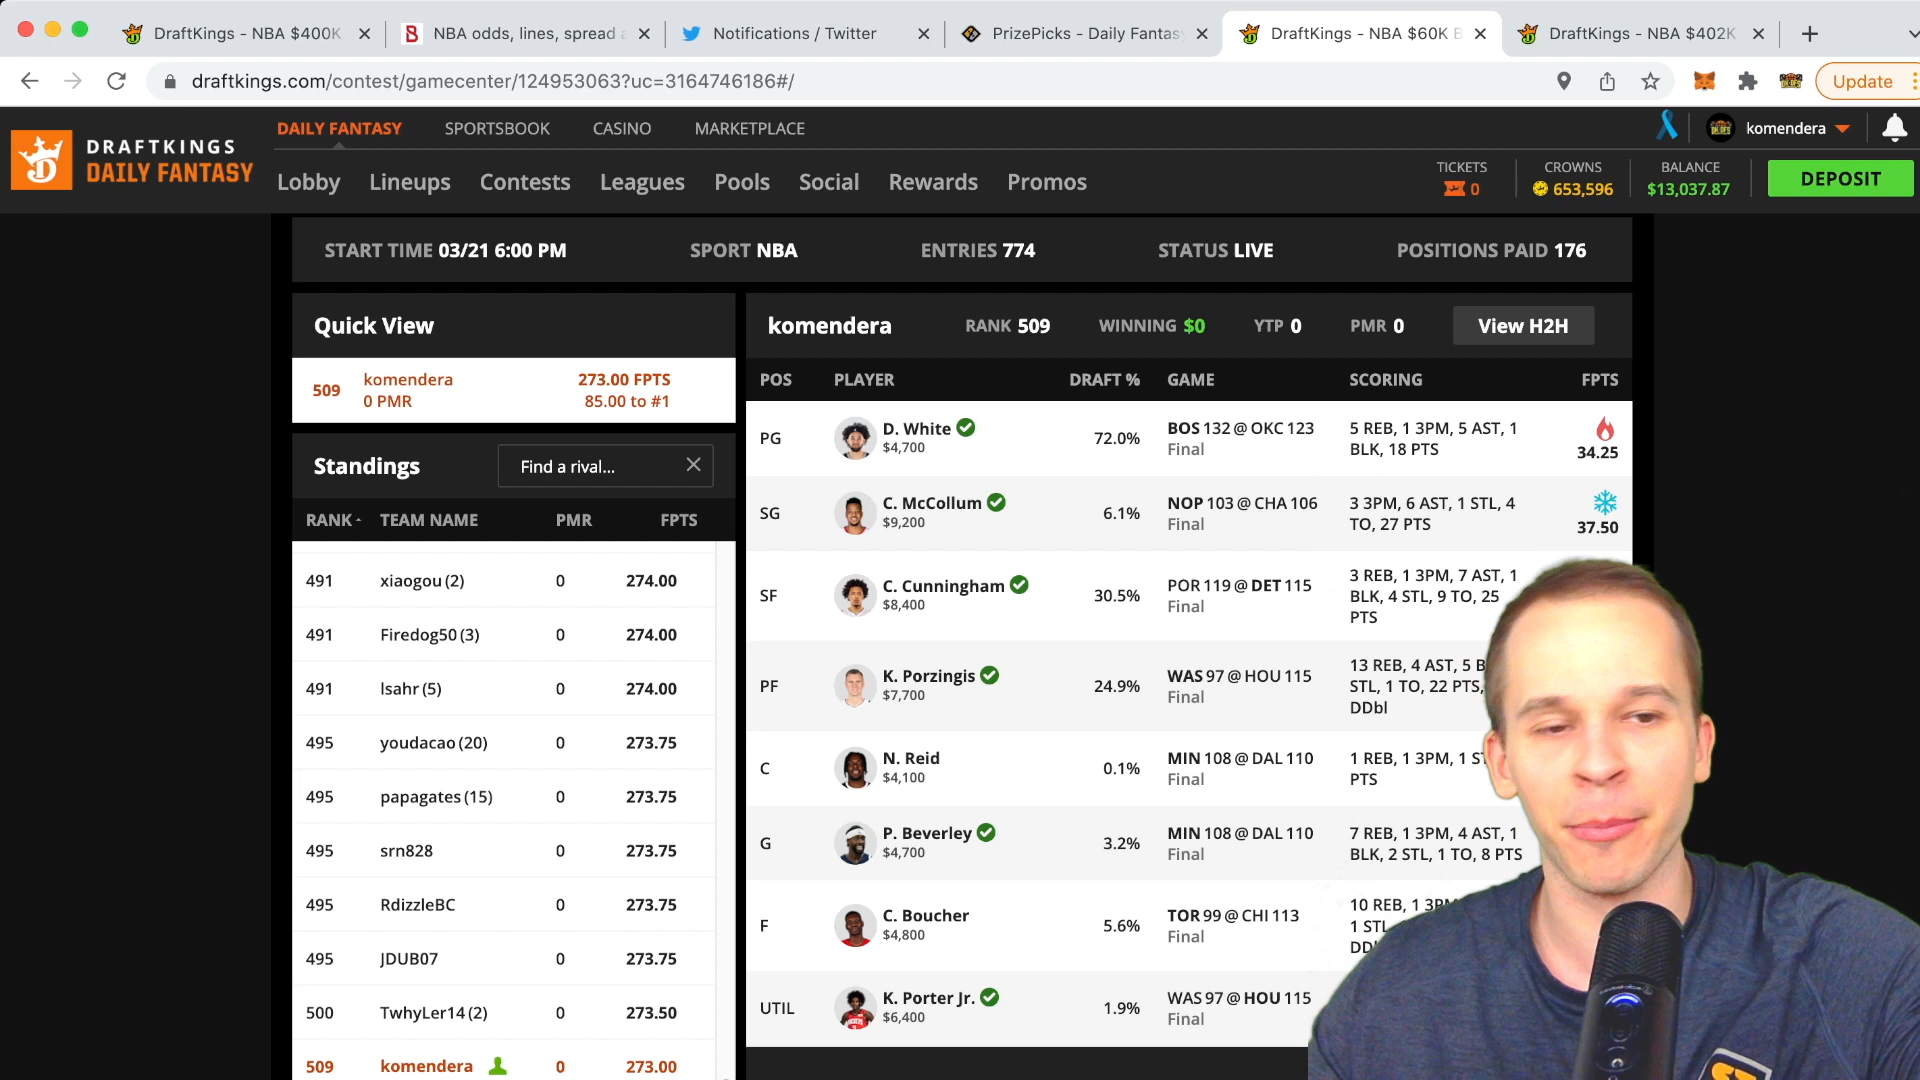 DraftKings - NBA $400K
NBA odds, lines, spread a
Notifications / Twitter
PrizePicks - Daily Fantasy
DraftKings - NBA $60K B
DraftKings - NBA $402K
draftkings.com/contest/gamecenter/124953063?uc=3164746186#/
Update
DRAFTKINGS
DAILY FANTASY
DAILY FANTASY
SPORTSBOOK
CASINO
MARKETPLACE
komendera
Lobby
Lineups
Contests
Leagues
Pools
Social
Rewards
Promos
TICKETS
0
CROWNS
653,596
BALANCE
$13,037.87
DEPOSIT
START TIME 03/21 6:00 PM
SPORT NBA
ENTRIES 774
STATUS LIVE
POSITIONS PAID 176
Quick View
509
komendera
273.00 FPTS
0 PMR
85.00 to #1
Standings
Find a rival...
RANK
TEAM NAME
PMR
FPTS
491 xiaogou (2) 0 274.00
491 Firedog50 (3) 0 274.00
491 lsahr (5) 0 274.00
495 youdacao (20) 0 273.75
495 papagates (15) 0 273.75
495 srn828 0 273.75
495 RdizzleBC 0 273.75
495 JDUB07 0 273.75
500 TwhyLer14 (2) 0 273.50
509 komendera 0 273.00
komendera
RANK 509
WINNING $0
YTP 0
PMR 0
View H2H
POS PLAYER DRAFT % GAME SCORING FPTS
PG
D. White
$4,700
72.0%
BOS 132 @ OKC 123
Final
5 REB, 1 3PM, 5 AST, 1
BLK, 18 PTS
34.25
SG
C. McCollum
$9,200
6.1%
NOP 103 @ CHA 106
Final
3 3PM, 6 AST, 1 STL, 4
TO, 27 PTS
37.50
SF
C. Cunningham
$8,400
30.5%
POR 119 @ DET 115
Final
3 REB, 1 3PM, 7 AST, 1
BLK, 4 STL, 9 TO, 25
PTS
PF
K. Porzingis
$7,700
24.9%
WAS 97 @ HOU 115
Final
13 REB, 4 AST, 5 B
STL, 1 TO, 22 PTS,
DDbl
C
N. Reid
$4,100
0.1%
MIN 108 @ DAL 110
Final
1 REB, 1 3PM, 1 ST
PTS
G
P. Beverley
$4,700
3.2%
MIN 108 @ DAL 110
Final
7 REB, 1 3PM, 4 AST, 1
BLK, 2 STL, 1 TO, 8 PTS
F
C. Boucher
$4,800
5.6%
TOR 99 @ CHI 113
Final
10 REB, 1 3PM
1 STL
UTIL
K. Porter Jr.
$6,400
1.9%
WAS 97 @ HOU 115
Final